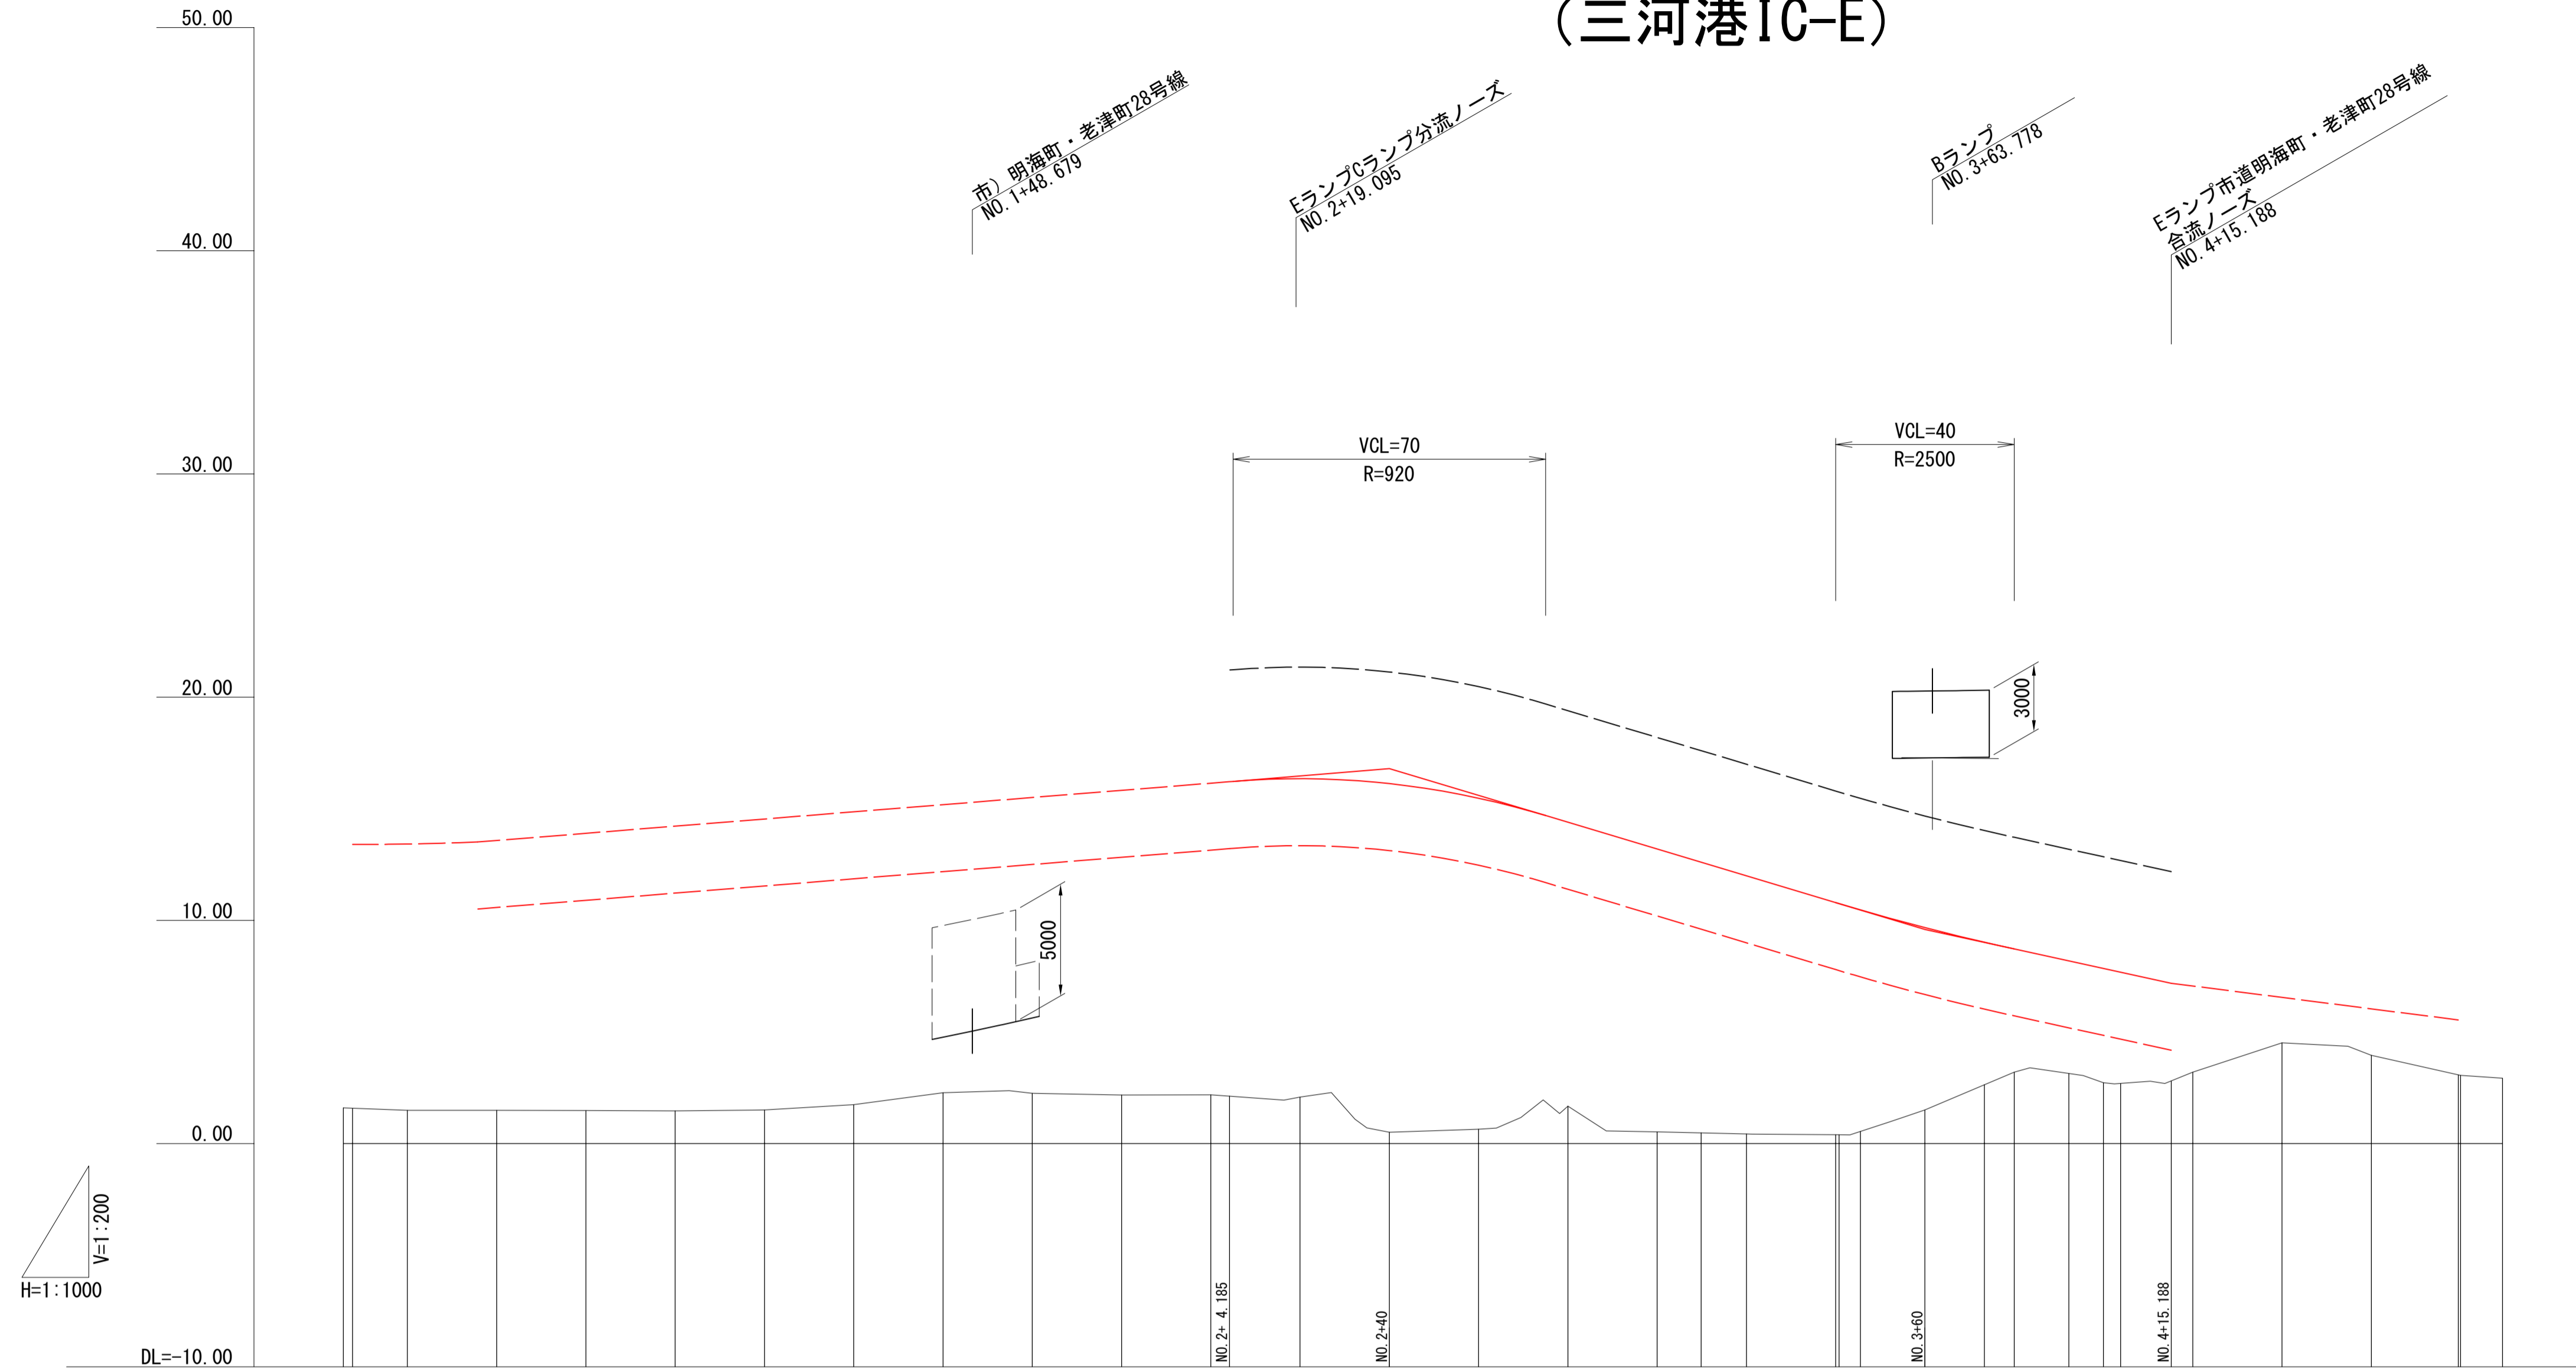 (三河港IC-E)
50.00
40.00
30.00
20.00
10.00
0.00
DL=-10.00
市）明海町・老津町28号線
NO.1+48.679
EランプCランプ分流ノーズ
NO.2+19.095
Bランプ
NO.3+63.778
Eランプ市道明海町・老津町28号線
合流ノーズ
NO.4+15.188
VCL=70
R=920
VCL=40
R=2500
3000
5000
V=1:200
H=1:1000
NO.2+ 4.185
NO.2+40
NO.3+60
NO.4+15.188